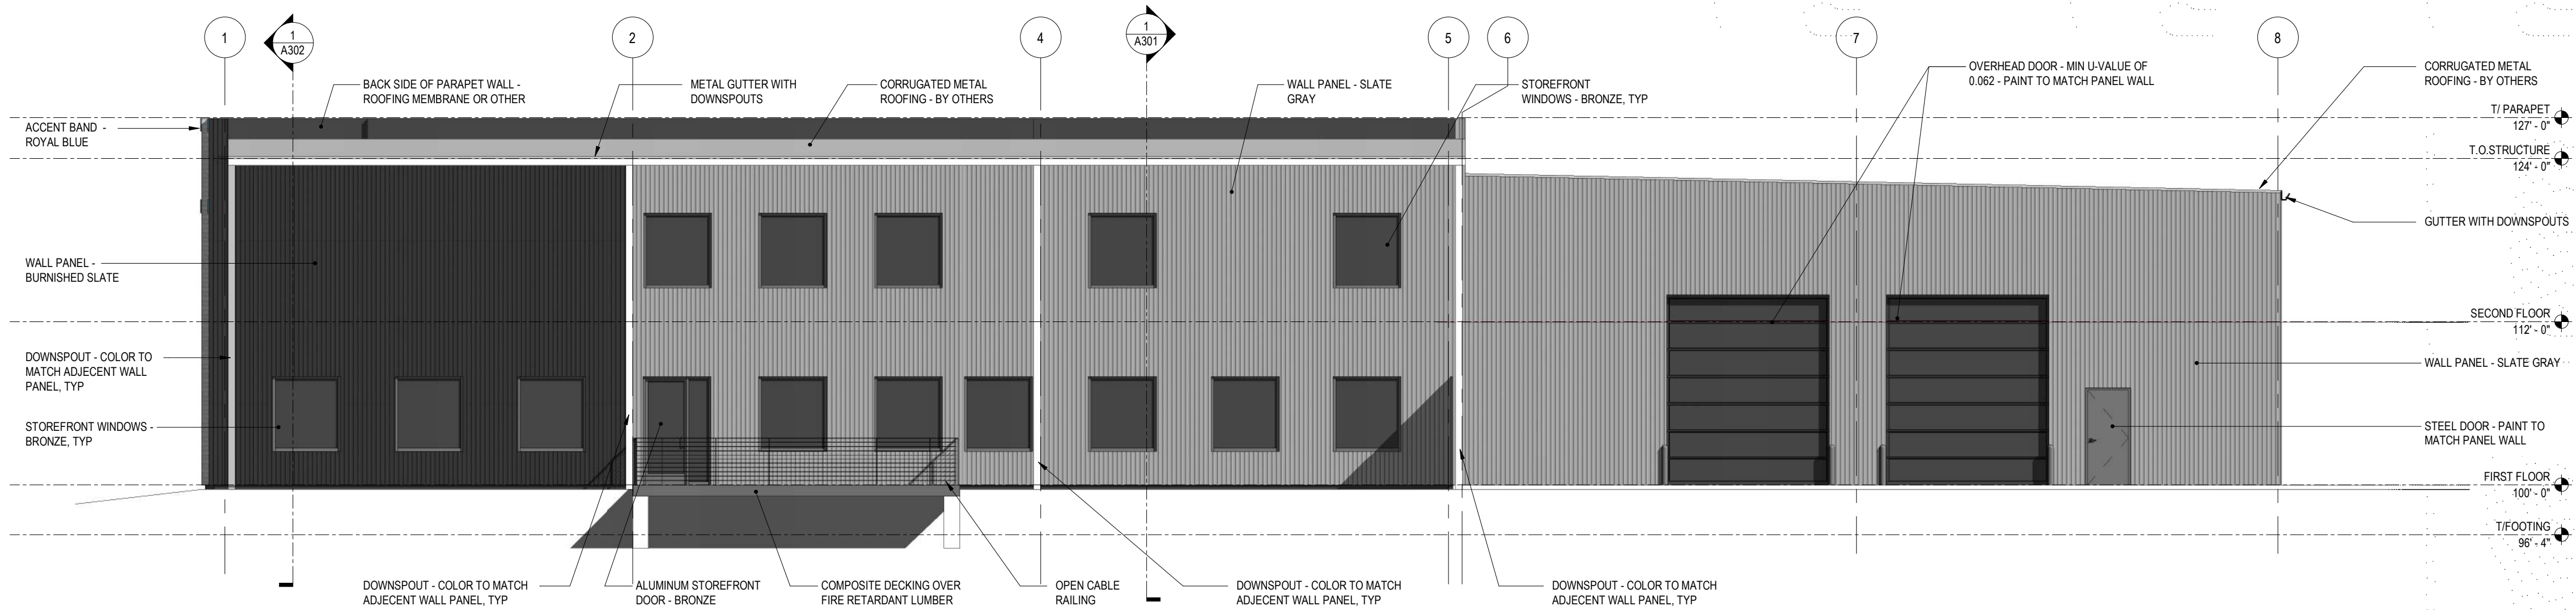 1
1
A302
2
4
1
A301
5
6
7
8
BACK SIDE OF PARAPET WALL -
ROOFING MEMBRANE OR OTHER
METAL GUTTER WITH
DOWNSPOUTS
CORRUGATED METAL
ROOFING - BY OTHERS
WALL PANEL - SLATE
GRAY
STOREFRONT
WINDOWS - BRONZE, TYP
OVERHEAD DOOR - MIN U-VALUE OF
0.062 - PAINT TO MATCH PANEL WALL
CORRUGATED METAL
ROOFING - BY OTHERS
T/ PARAPET
127' - 0"
ACCENT BAND -
ROYAL BLUE
T.O.STRUCTURE
124' - 0"
GUTTER WITH DOWNSPOUTS
WALL PANEL -
BURNISHED SLATE
SECOND FLOOR
112' - 0"
DOWNSPOUT - COLOR TO
MATCH ADJECENT WALL
PANEL, TYP
WALL PANEL - SLATE GRAY
STOREFRONT WINDOWS -
BRONZE, TYP
STEEL DOOR - PAINT TO
MATCH PANEL WALL
FIRST FLOOR
100' - 0"
T/FOOTING
96' - 4"
DOWNSPOUT - COLOR TO MATCH
ADJECENT WALL PANEL, TYP
ALUMINUM STOREFRONT
DOOR - BRONZE
COMPOSITE DECKING OVER
FIRE RETARDANT LUMBER
OPEN CABLE
RAILING
DOWNSPOUT - COLOR TO MATCH
ADJECENT WALL PANEL, TYP
DOWNSPOUT - COLOR TO MATCH
ADJECENT WALL PANEL, TYP